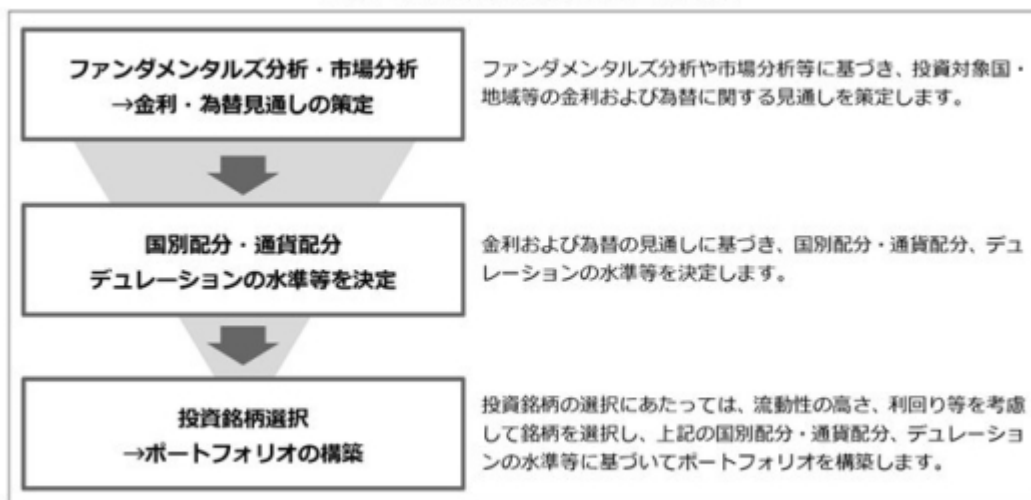 ファンダメンタルズ分析・市場分析
→金利・為替見通しの策定
ファンダメンタルズ分析や市場分析等に基づき、投資対象国・
地域等の金利および為替に関する見通しを策定します。
国別配分・通貨配分
デュレーションの水準等を決定
金利および為替の見通しに基づき、国別配分・通貨配分、デュ
レーションの水準等を決定します。
投資銘柄選択
→ポートフォリオの構築
投資銘柄の選択にあたっては、流動性の高さ、利回り等を考慮
して銘柄を選択し、上記の国別配分・通貨配分、デュレーショ
ンの水準等に基づいてポートフォリオを構築します。